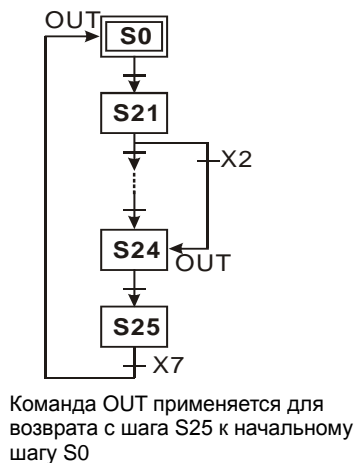 OUT
S0
S21
X2
S24
OUT
S25
X7
Команда OUT применяется для
возврата с шага S25 к начальному
шагу S0